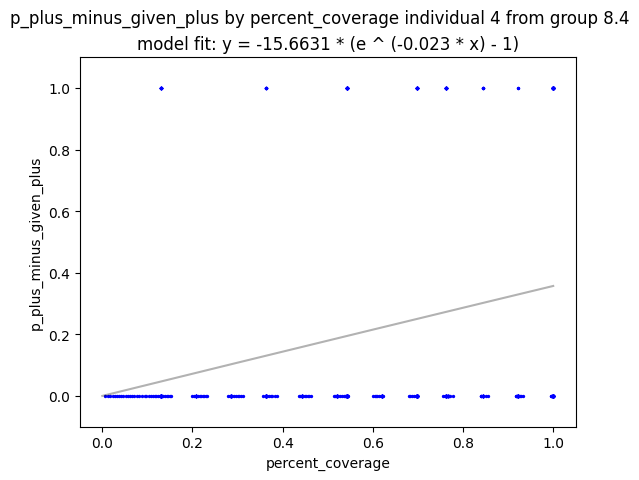 p_plus_minus_given_plus by percent_coverage individual 4 from group 8.4
model fit: y = -15.6631 * (e ^ (-0.023 * x) - 1)
1.0
0.8
0.6
0.4
0.2
0.0
p_plus_minus_given_plus
0.0 0.2 0.4 0.6 0.8 1.0
percent_coverage